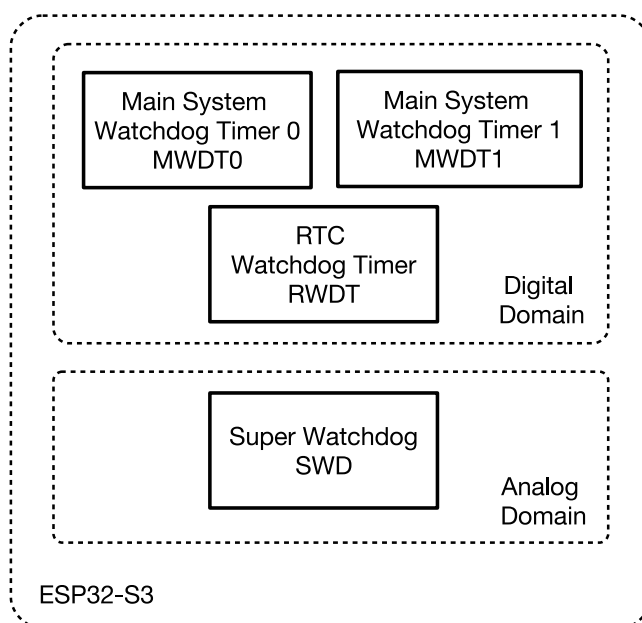 Main System
Watchdog Timer 0
MWDT0
Main System
Watchdog Timer 1
MWDT1
RTC
Watchdog Timer
RWDT
Digital
Domain
Super Watchdog
SWD
Analog
Domain
ESP32-S3